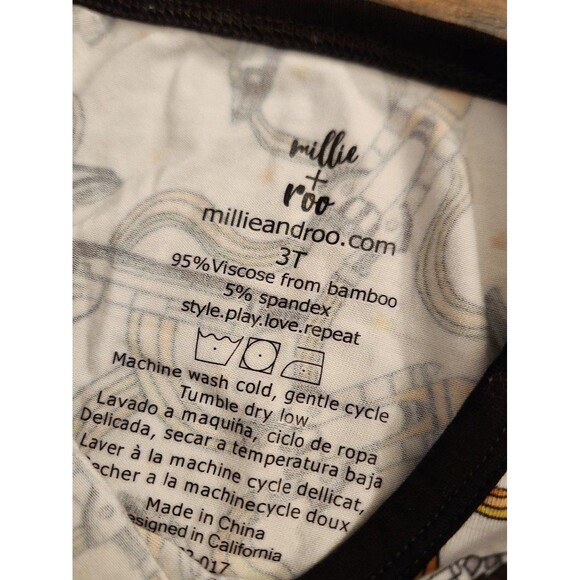 millie
+
roo
millieandroo.com
3T
95%Viscose from bamboo
5% spandex
style.play.love.repeat
Machine wash cold, gentle cycle
Tumble dry low
Lavado a maquiña, ciclo de ropa
Delicada, secar a temperatura baja
Laver à la machine cycle dellicat,
Secher a la machinecycle doux
Made in China
Designed in California
-017